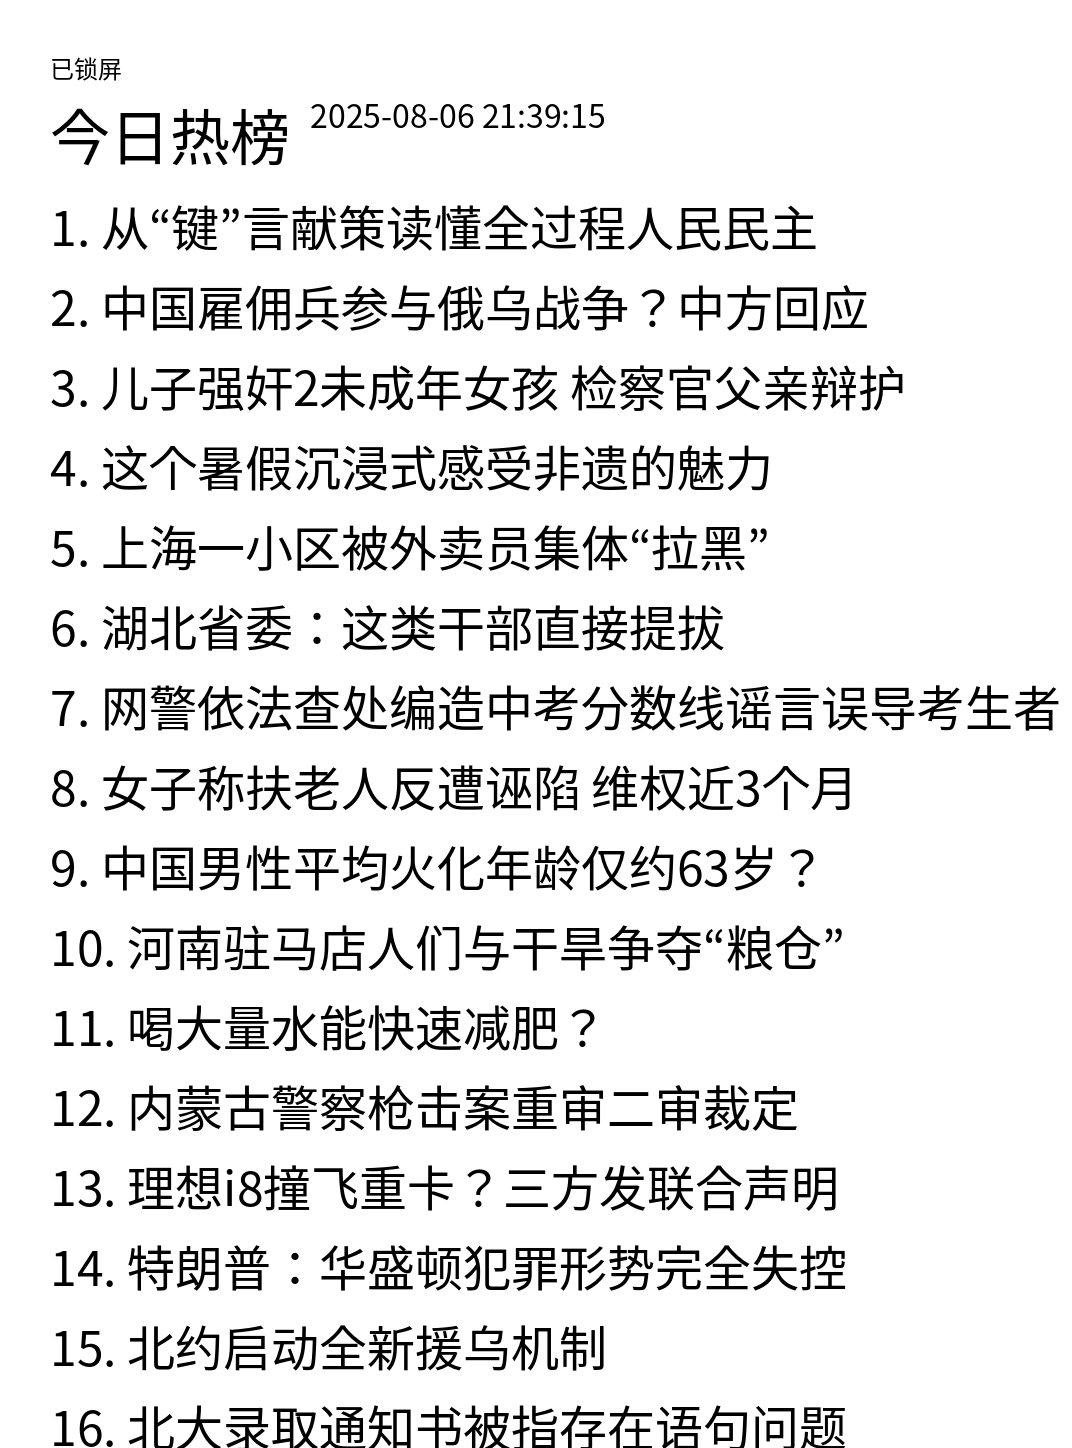 已锁屏
今日热榜 2025-08-06 21:39:15
1. 从“键”言献策读懂全过程人民民主
2. 中国雇佣兵参与俄乌战争？中方回应
3. 儿子强奸2未成年女孩 检察官父亲辩护
4. 这个暑假沉浸式感受非遗的魅力
5. 上海一小区被外卖员集体“拉黑”
6. 湖北省委：这类干部直接提拔
7. 网警依法查处编造中考分数线谣言误导考生者
8. 女子称扶老人反遭诬陷 维权近3个月
9. 中国男性平均火化年龄仅约63岁？
10. 河南驻马店人们与干旱争夺“粮仓”
11. 喝大量水能快速减肥？
12. 内蒙古警察枪击案重审二审裁定
13. 理想i8撞飞重卡？三方发联合声明
14. 特朗普：华盛顿犯罪形势完全失控
15. 北约启动全新援乌机制
16. 北大录取通知书被指存在语句问题